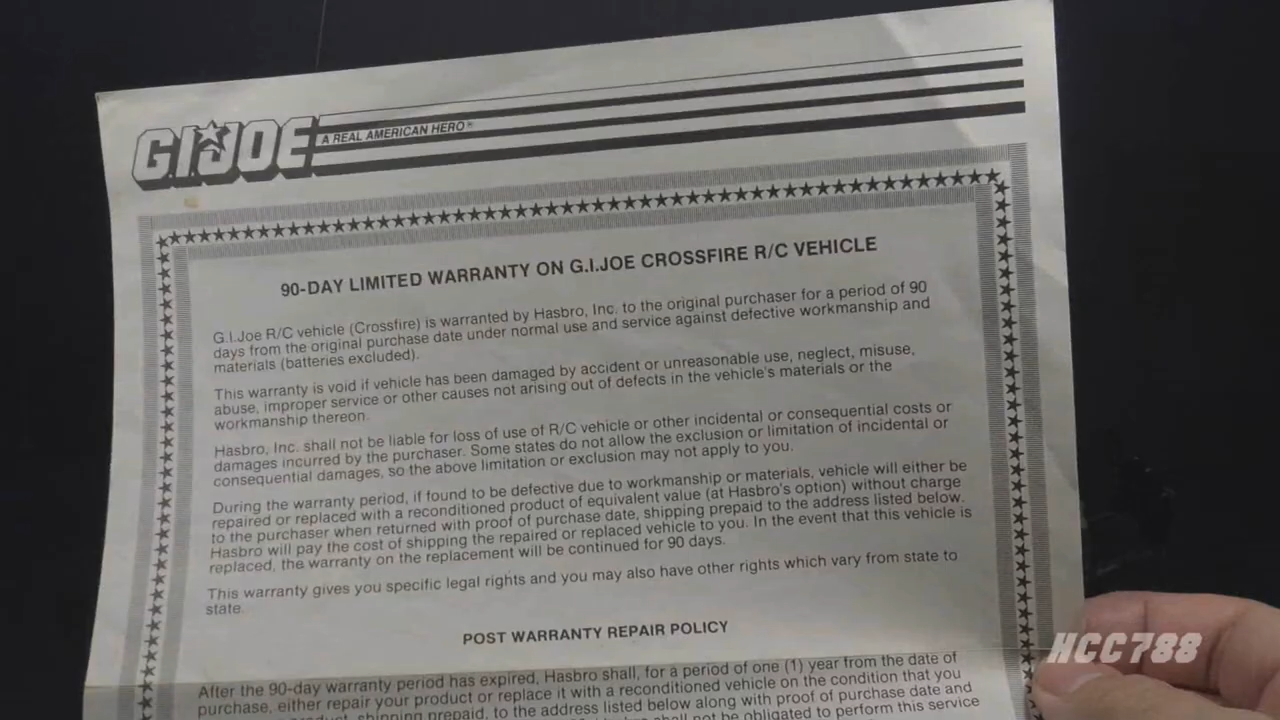 G.I. JOE A REAL AMERICAN HERO®
90-DAY LIMITED WARRANTY ON G.I.JOE CROSSFIRE R/C VEHICLE
G.I.Joe R/C vehicle (Crossfire) is warranted by Hasbro, Inc. to the original purchaser for a period of 90
days from the original purchase date under normal use and service against defective workmanship and
materials (batteries excluded).
This warranty is void if vehicle has been damaged by accident or unreasonable use, neglect, misuse,
abuse, improper service or other causes not arising out of defects in the vehicle's materials or the
workmanship thereon.
Hasbro, Inc. shall not be liable for loss of use of R/C vehicle or other incidental or consequential costs or
damages incurred by the purchaser. Some states do not allow the exclusion or limitation of incidental or
consequential damages, so the above limitation or exclusion may not apply to you.
During the warranty period, if found to be defective due to workmanship or materials, vehicle will either be
repaired or replaced with a reconditioned product of equivalent value (at Hasbro's option) without charge
to the purchaser when returned with proof of purchase date, shipping prepaid to the address listed below.
Hasbro will pay the cost of shipping the repaired or replaced vehicle to you. In the event that this vehicle is
replaced, the warranty on the replacement will be continued for 90 days.
This warranty gives you specific legal rights and you may also have other rights which vary from state to
state.
POST WARRANTY REPAIR POLICY
After the 90-day warranty period has expired, Hasbro shall, for a period of one (1) year from the date of
purchase, either repair your product or replace it with a reconditioned vehicle on the condition that you
shipping prepaid, to the address listed below along with proof of purchase date and
shall not be obligated to perform this service
HCC788